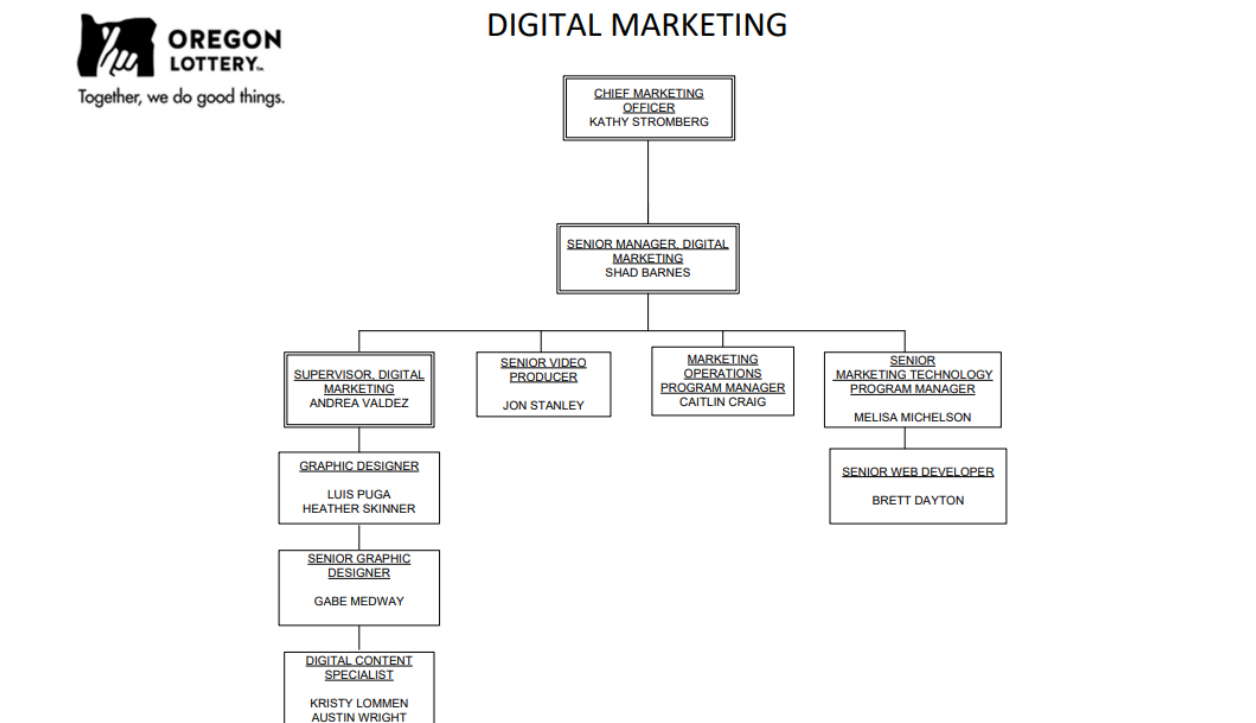 DIGITAL MARKETING
OREGON
LOTTERY™
Together, we do good things.
CHIEF MARKETING
OFFICER
KATHY STROMBERG
SENIOR MANAGER, DIGITAL
MARKETING
SHAD BARNES
SUPERVISOR, DIGITAL
MARKETING
ANDREA VALDEZ
SENIOR VIDEO
PRODUCER
JON STANLEY
MARKETING
OPERATIONS
PROGRAM MANAGER
CAITLIN CRAIG
SENIOR
MARKETING TECHNOLOGY
PROGRAM MANAGER
MELISA MICHELSON
GRAPHIC DESIGNER
LUIS PUGA
HEATHER SKINNER
SENIOR WEB DEVELOPER
BRETT DAYTON
SENIOR GRAPHIC
DESIGNER
GABE MEDWAY
DIGITAL CONTENT
SPECIALIST
KRISTY LOMMEN
AUSTIN WRIGHT